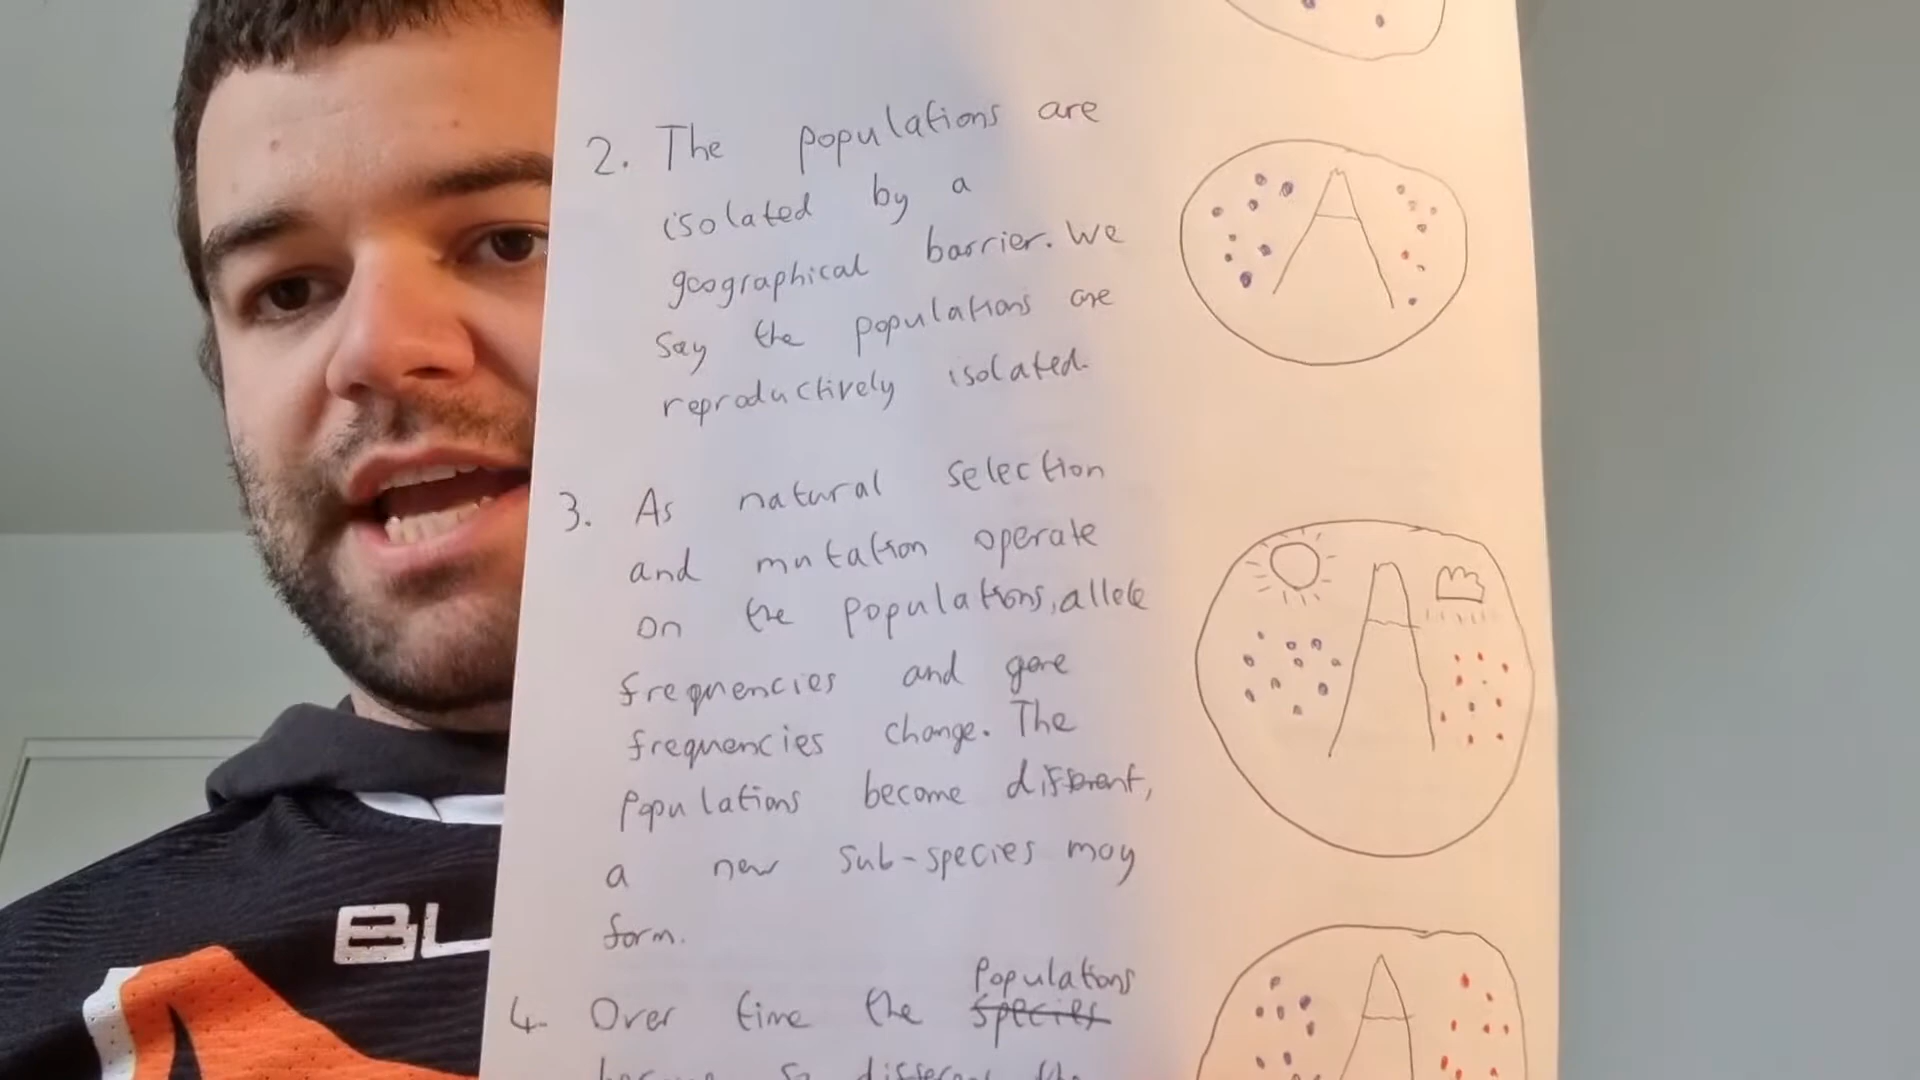 2. The populations are
isolated by a
geographical barrier. We
say the populations are
reproductively isolated.
3. As natural selection
and mutation operate
on the populations, allele
frequencies and gene
frequencies change. The
populations become different,
a new sub-species may
form.
populations
4. Over time the species
so different
BL